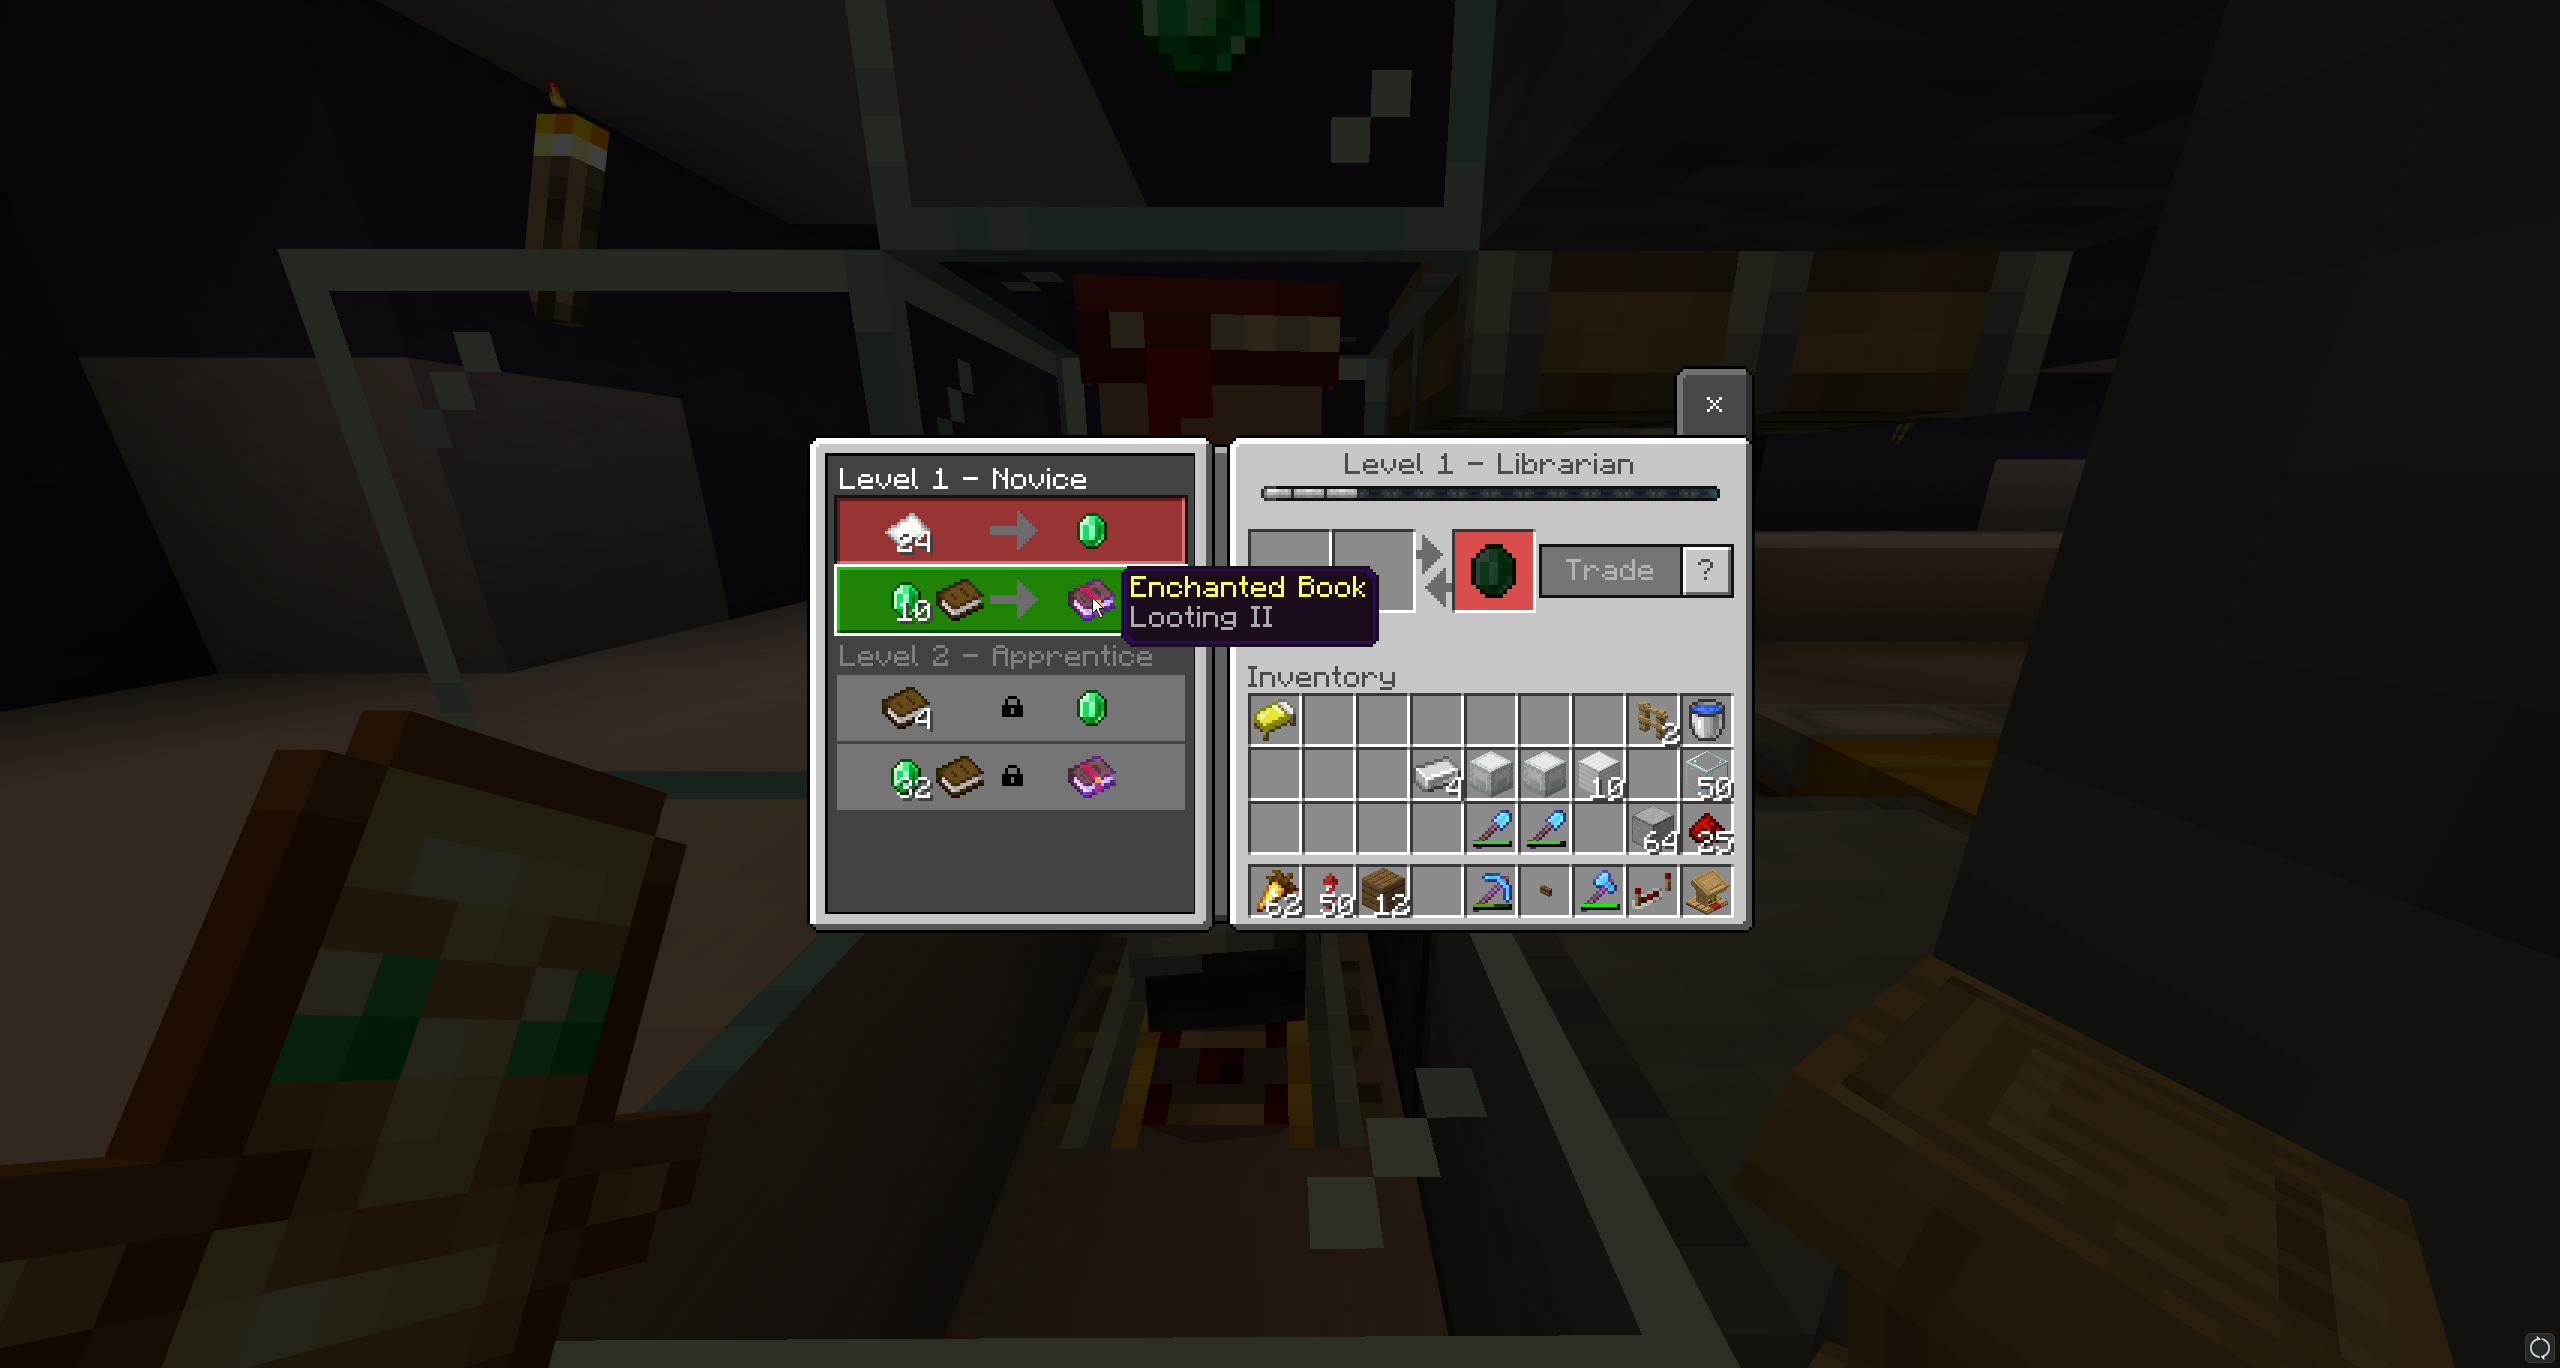 Level 1 - Novice
24
10
Enchanted Book
Looting II
Level 2 - Apprentice
4
32
x
Level 1 - Librarian
Trade
?
Inventory
2
4
10
50
64
25
50
12